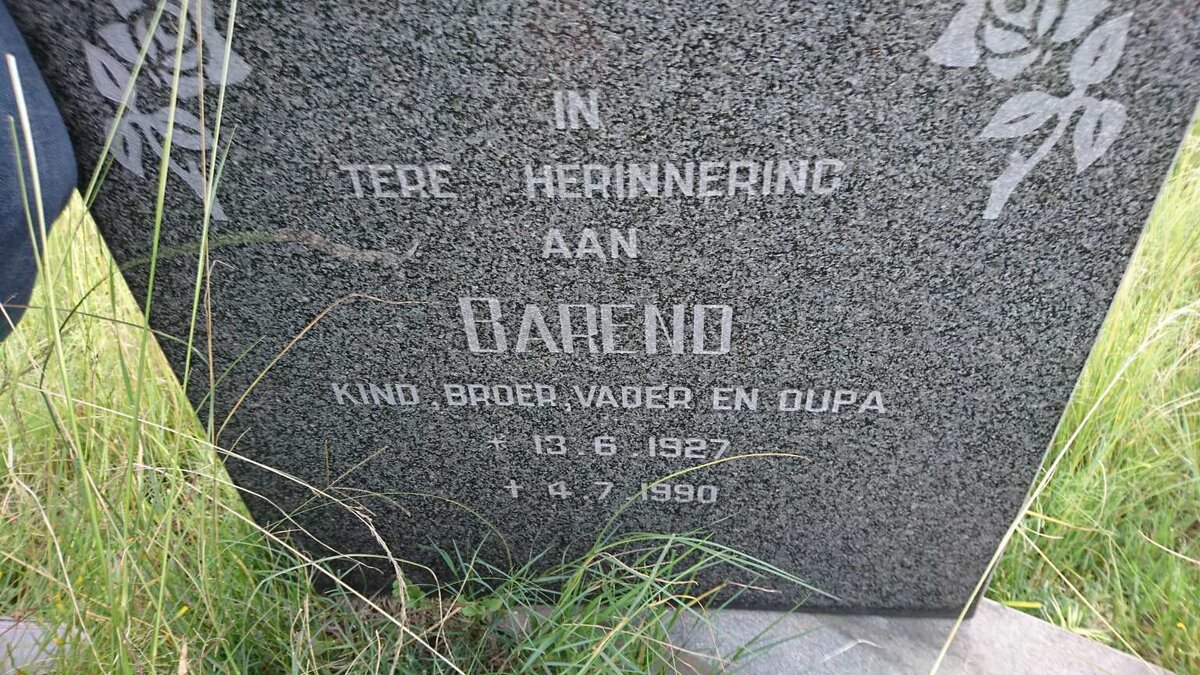 IN
TERE HERINNERING
AAN
BAREND
KIND, BROER, VADER EN OUPA
* 13.6.1927
† 4.7.1990